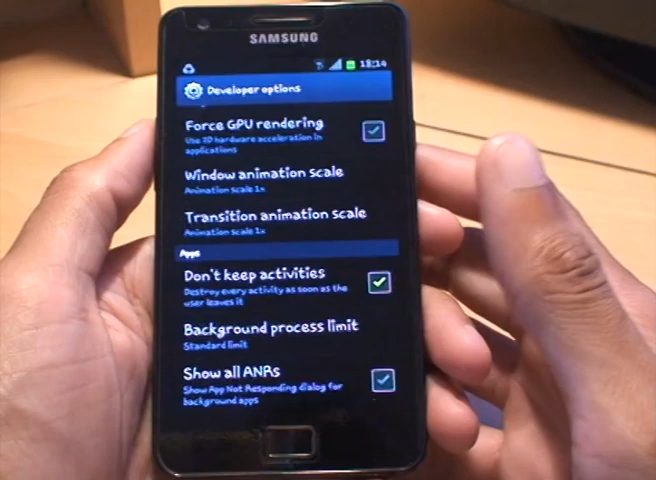 SAMSUNG
18:14
Developer options
Force GPU rendering
Use 2D hardware acceleration in
applications
Window animation scale
Animation scale 1x
Transition animation scale
Animation scale 1x
Apps
Don't keep activities
Destroy every activity as soon as the
user leaves it
Background process limit
Standard limit
Show all ANRs
Show App Not Responding dialog for
background apps